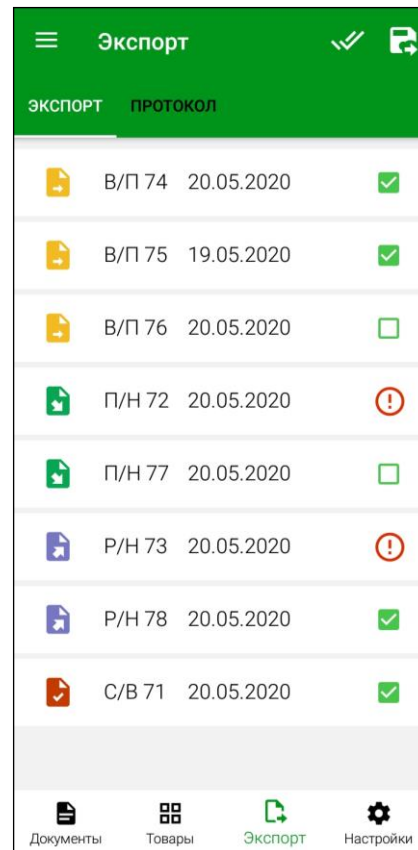 Экспорт
ЭКСПОРТ ПРОТОКОЛ
В/П 74 20.05.2020
В/П 75 19.05.2020
В/П 76 20.05.2020
П/Н 72 20.05.2020
П/Н 77 20.05.2020
Р/Н 73 20.05.2020
Р/Н 78 20.05.2020
С/В 71 20.05.2020
Документы Товары Экспорт Настройки